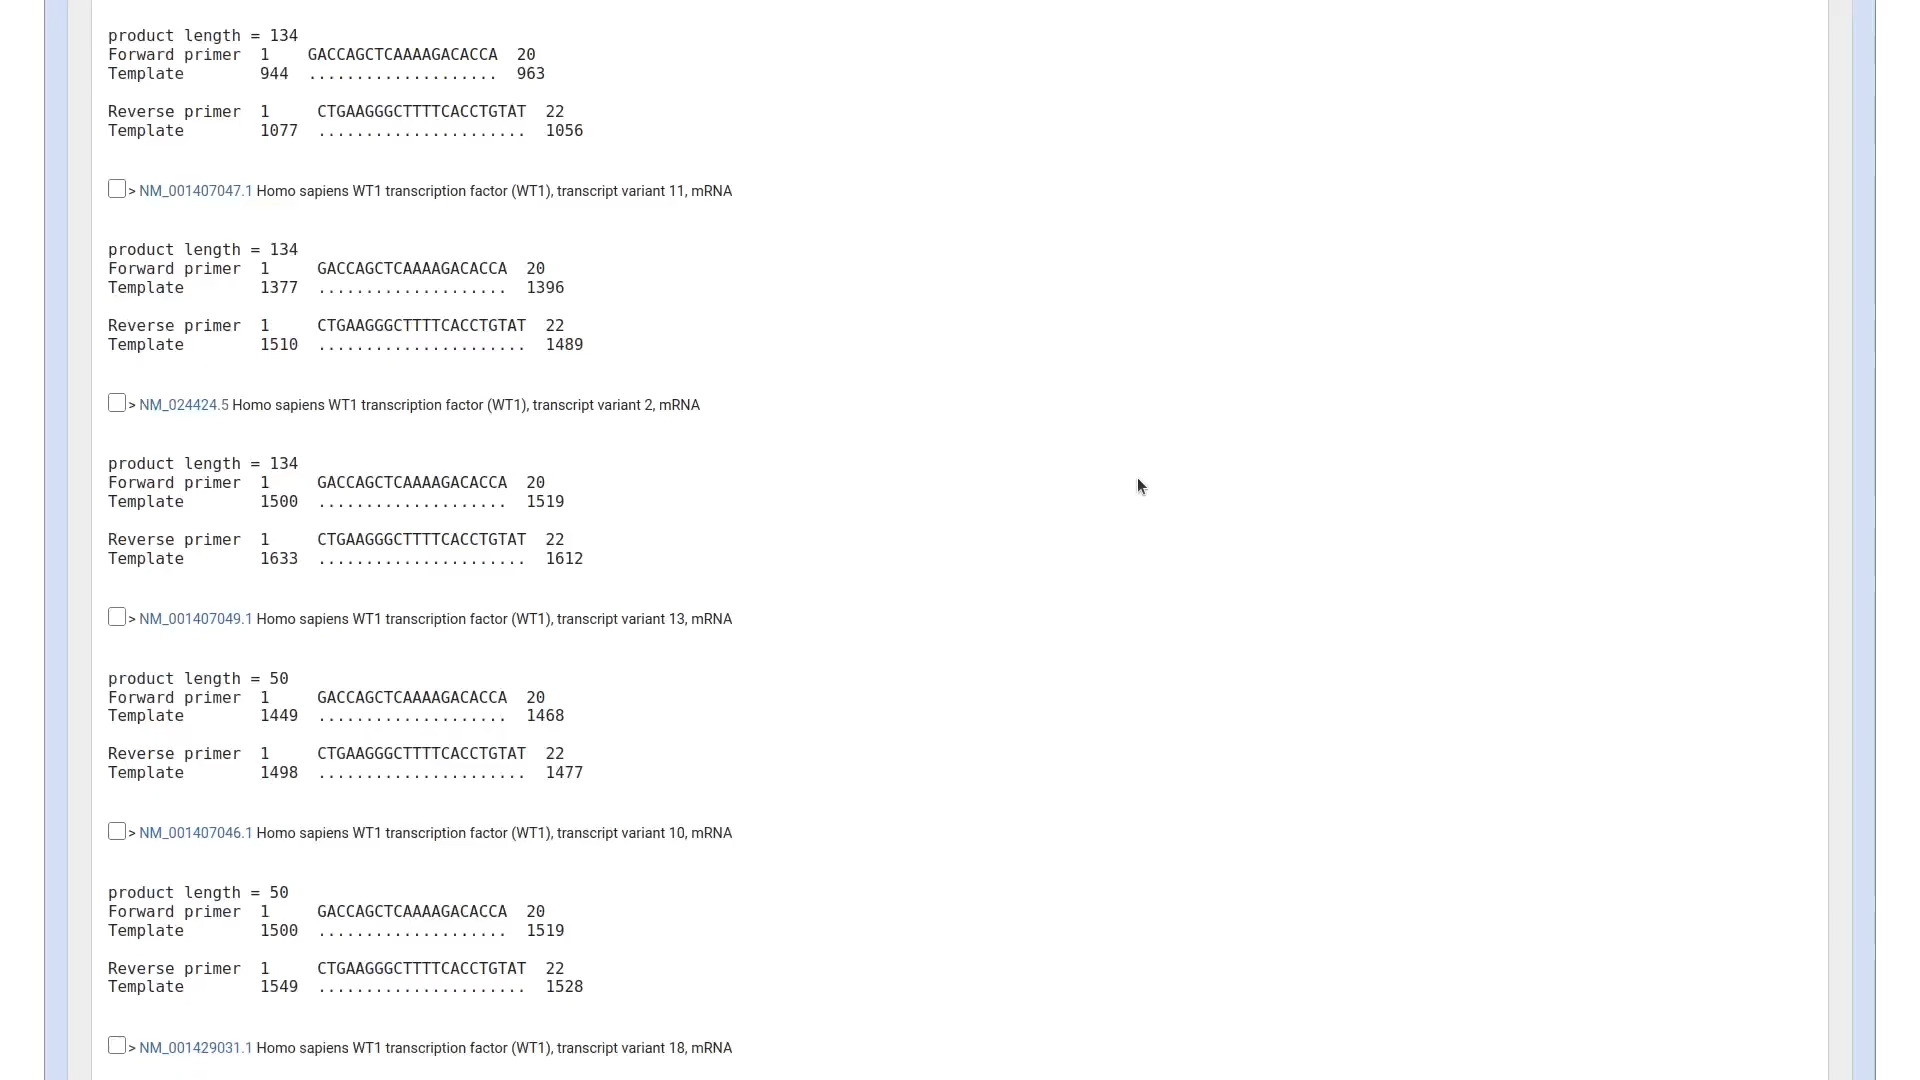 product length = 134
Forward primer  1    GACCAGCTCAAAAGACACCA  20
Template        944  ....................  963
Reverse primer  1     CTGAAGGGCTTTTCACCTGTAT  22
Template        1077  ......................  1056
> NM_001407047.1 Homo sapiens WT1 transcription factor (WT1), transcript variant 11, mRNA
product length = 134
Forward primer  1     GACCAGCTCAAAAGACACCA  20
Template        1377  ....................  1396
Reverse primer  1     CTGAAGGGCTTTTCACCTGTAT  22
Template        1510  ......................  1489
> NM_024424.5 Homo sapiens WT1 transcription factor (WT1), transcript variant 2, mRNA
product length = 134
Forward primer  1     GACCAGCTCAAAAGACACCA  20
Template        1500  ....................  1519
Reverse primer  1     CTGAAGGGCTTTTCACCTGTAT  22
Template        1633  ......................  1612
> NM_001407049.1 Homo sapiens WT1 transcription factor (WT1), transcript variant 13, mRNA
product length = 50
Forward primer  1     GACCAGCTCAAAAGACACCA  20
Template        1449  ....................  1468
Reverse primer  1     CTGAAGGGCTTTTCACCTGTAT  22
Template        1498  ......................  1477
> NM_001407046.1 Homo sapiens WT1 transcription factor (WT1), transcript variant 10, mRNA
product length = 50
Forward primer  1     GACCAGCTCAAAAGACACCA  20
Template        1500  ....................  1519
Reverse primer  1     CTGAAGGGCTTTTCACCTGTAT  22
Template        1549  ......................  1528
> NM_001429031.1 Homo sapiens WT1 transcription factor (WT1), transcript variant 18, mRNA